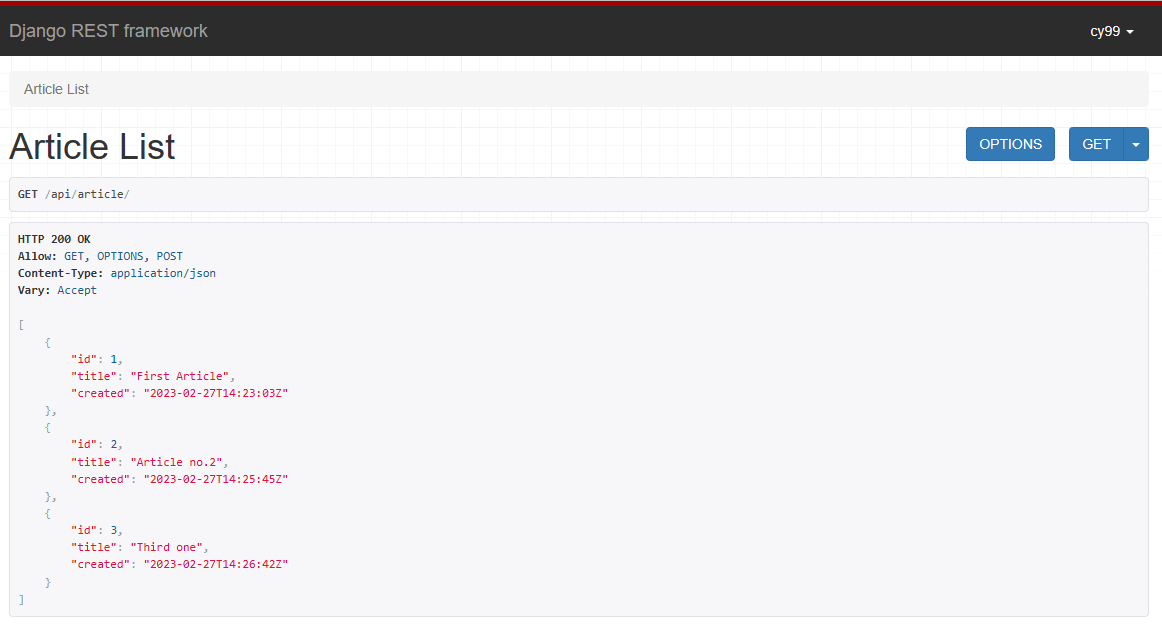 Django REST framework
cy99
Article List
Article List
OPTIONS
GET
GET /api/article/
HTTP 200 OK
Allow: GET, OPTIONS, POST
Content-Type: application/json
Vary: Accept
[
    {
        "id": 1,
        "title": "First Article",
        "created": "2023-02-27T14:23:03Z"
    },
    {
        "id": 2,
        "title": "Article no.2",
        "created": "2023-02-27T14:25:45Z"
    },
    {
        "id": 3,
        "title": "Third one",
        "created": "2023-02-27T14:26:42Z"
    }
]